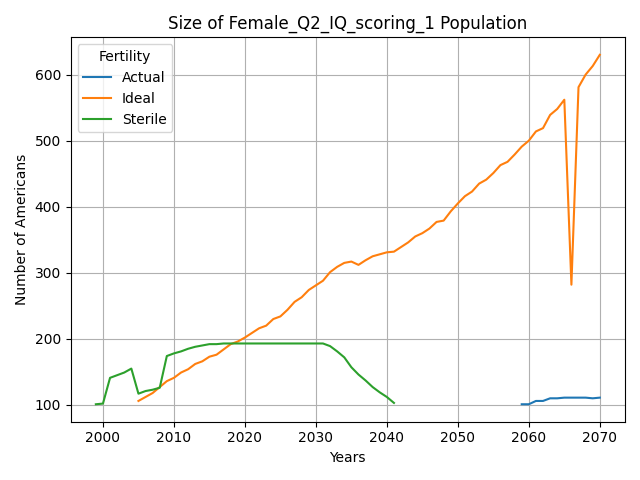 Size of Female_Q2_IQ_scoring_1 Population
Fertility
Actual
Ideal
Sterile
Number of Americans
600
500
400
300
200
100
2000 2010 2020 2030 2040 2050 2060 2070
Years